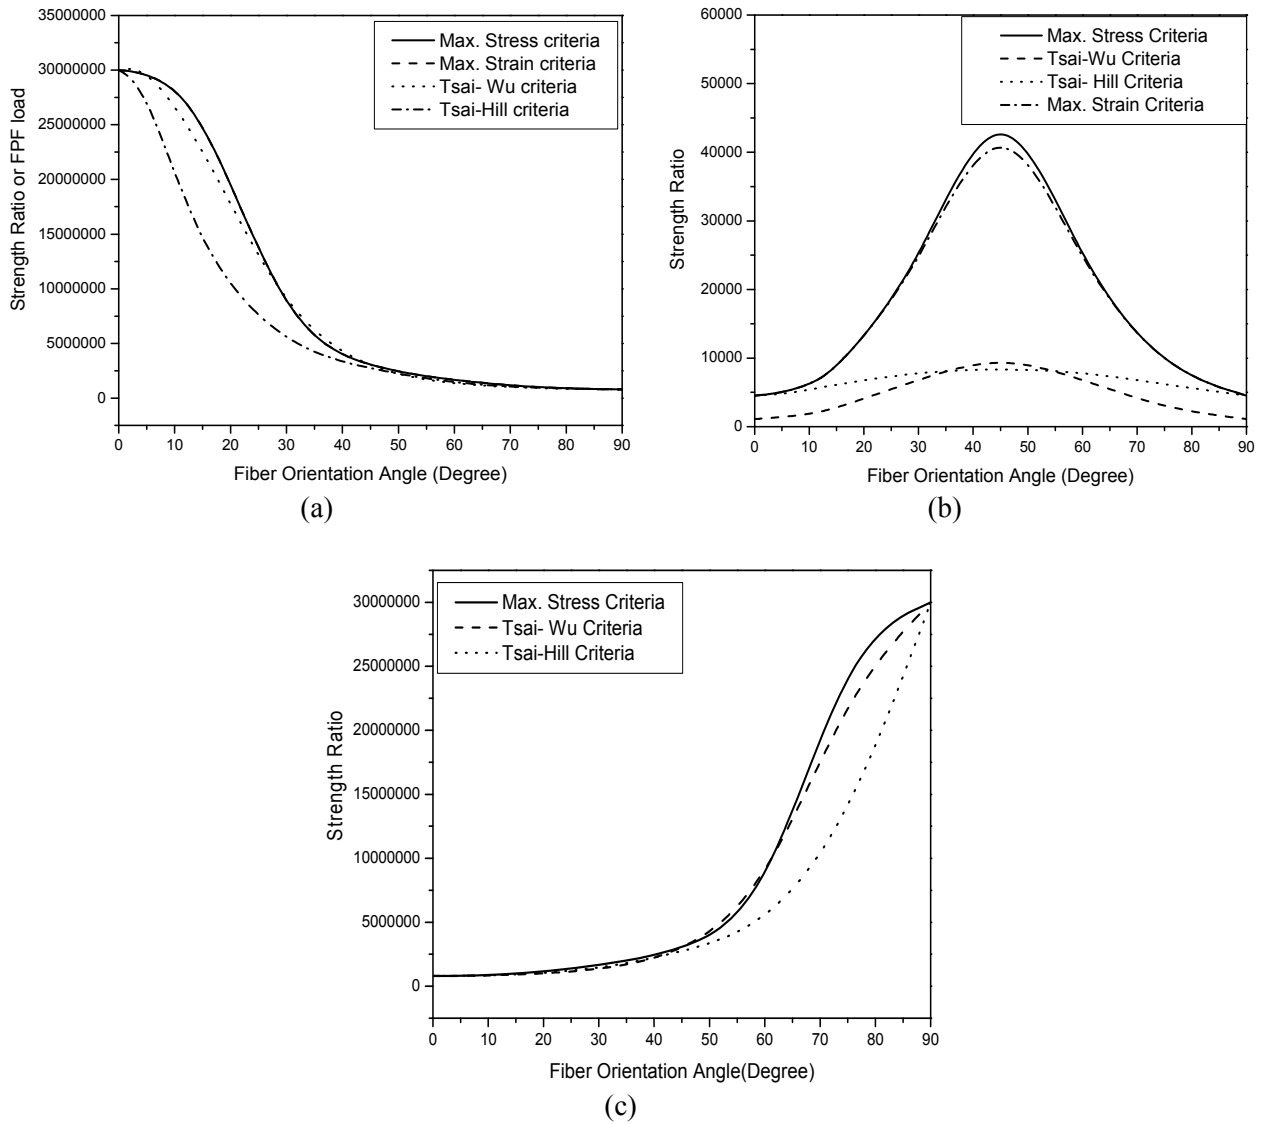 35000000
30000000
25000000
20000000
15000000
10000000
5000000
0
Strength Ratio or FPF load
Max. Stress criteria
Max. Strain criteria
Tsai- Wu criteria
Tsai-Hill criteria
0 10 20 30 40 50 60 70 80 90
Fiber Orientation Angle (Degree)
(a)
60000
50000
40000
30000
20000
10000
0
Strength Ratio
Max. Stress Criteria
Tsai-Wu Criteria
Tsai- Hill Criteria
Max. Strain Criteria
0 10 20 30 40 50 60 70 80 90
Fiber Orientation Angle (Degree)
(b)
30000000
25000000
20000000
15000000
10000000
5000000
0
Strength Ratio
Max. Stress Criteria
Tsai- Wu Criteria
Tsai-Hill Criteria
0 10 20 30 40 50 60 70 80 90
Fiber Orientation Angle(Degree)
(c)